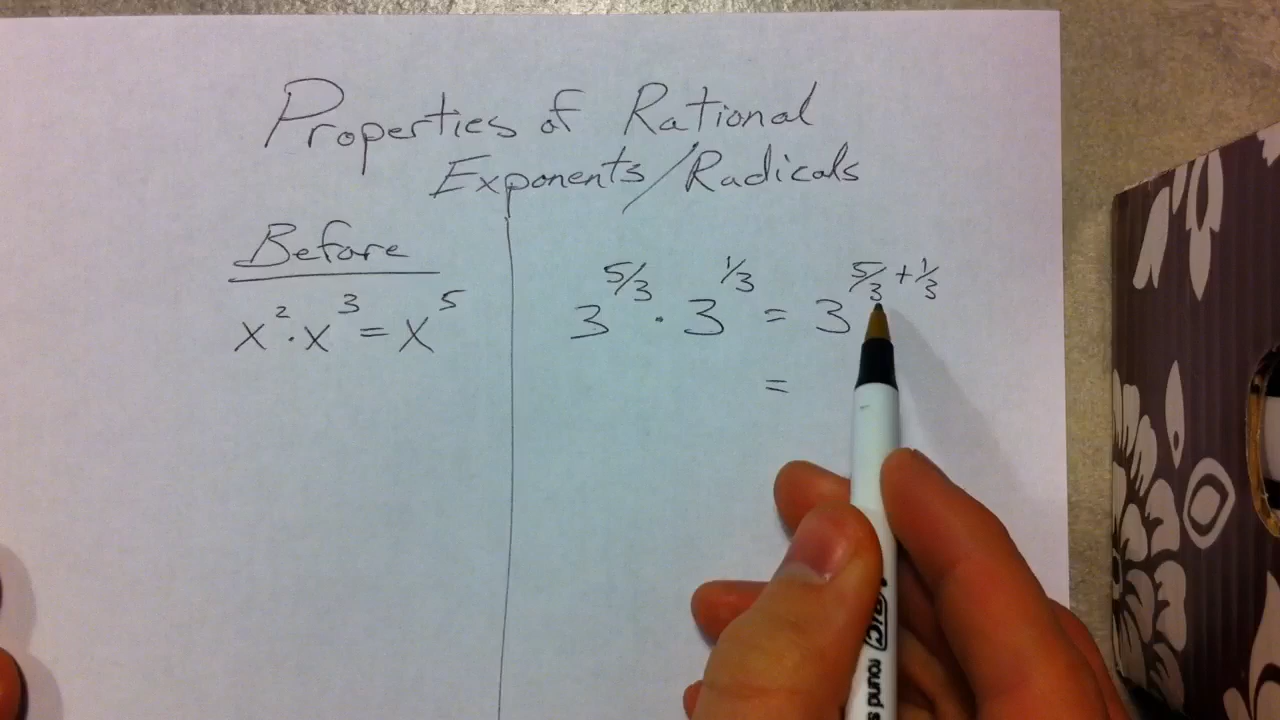 Properties of Rational
Exponents/Radicals
Before
x² · x³ = x⁵
3^{5/3} · 3^{1/3} = 3^{5/3 + 1/3}
=
BIC round s